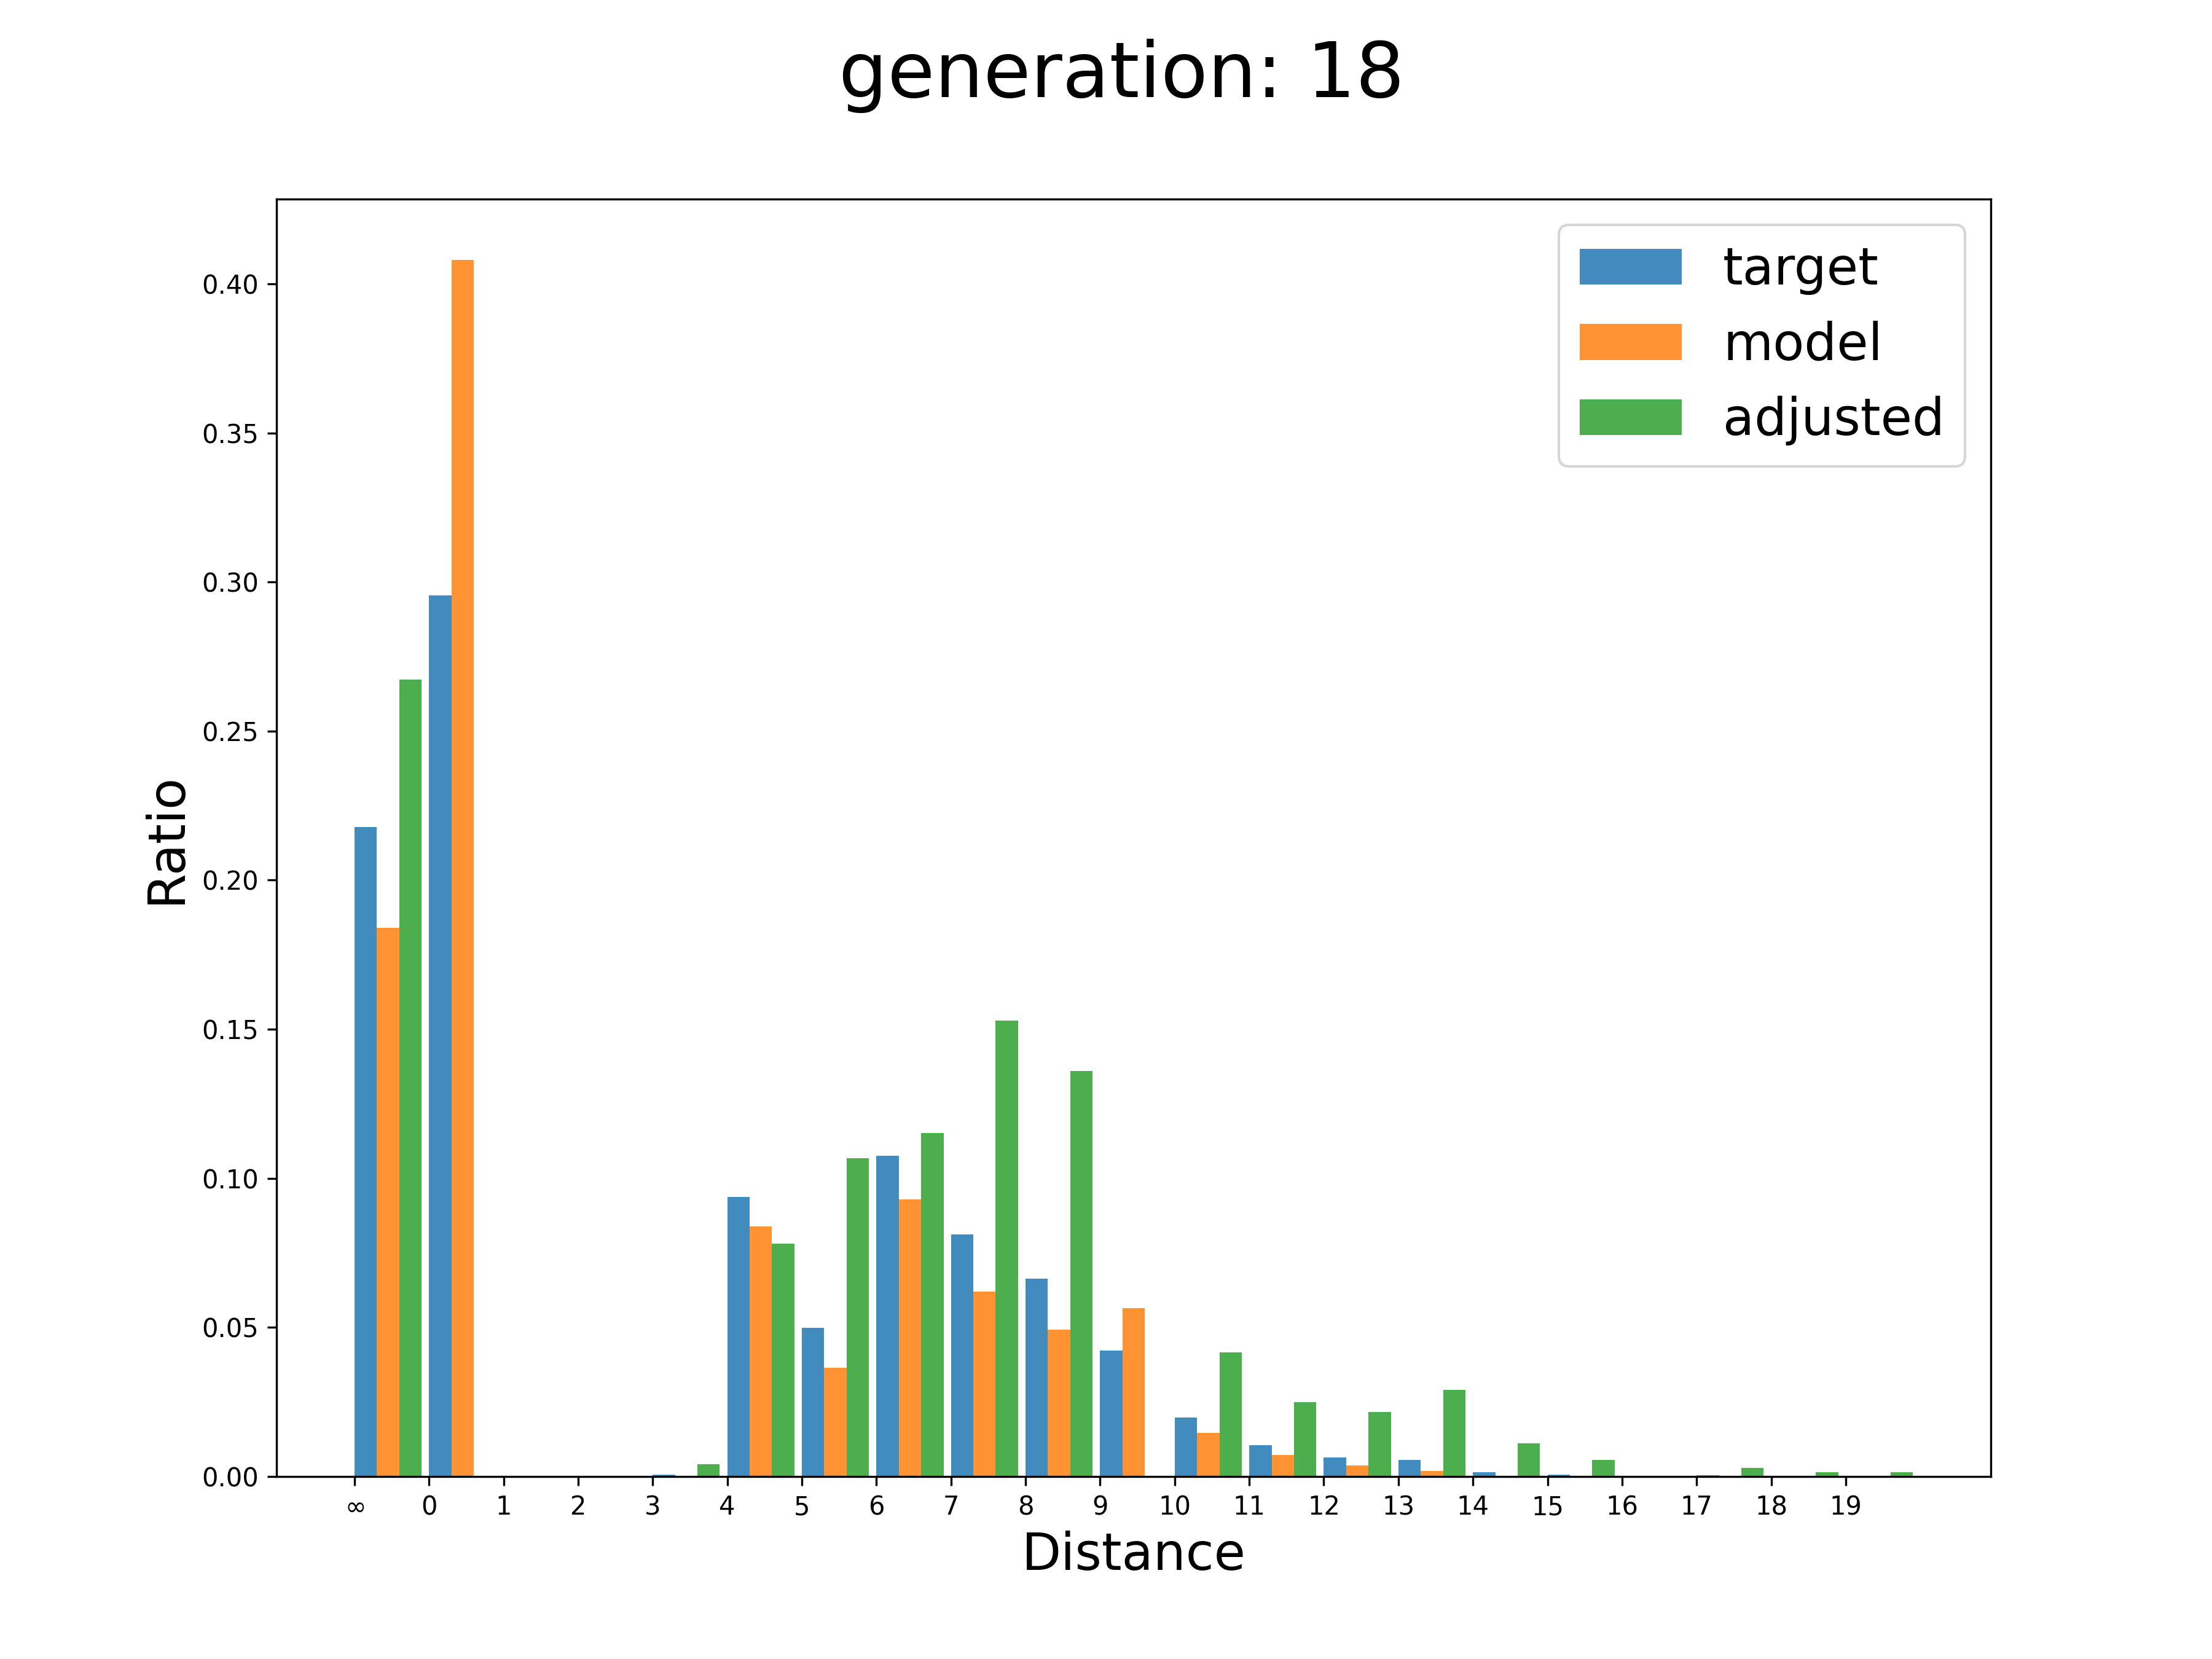 generation: 18
target
model
adjusted
0.40
0.35
0.30
0.25
0.20
0.15
0.10
0.05
0.00
Ratio
∞ 0 1 2 3 4 5 6 7 8 9 10 11 12 13 14 15 16 17 18 19
Distance